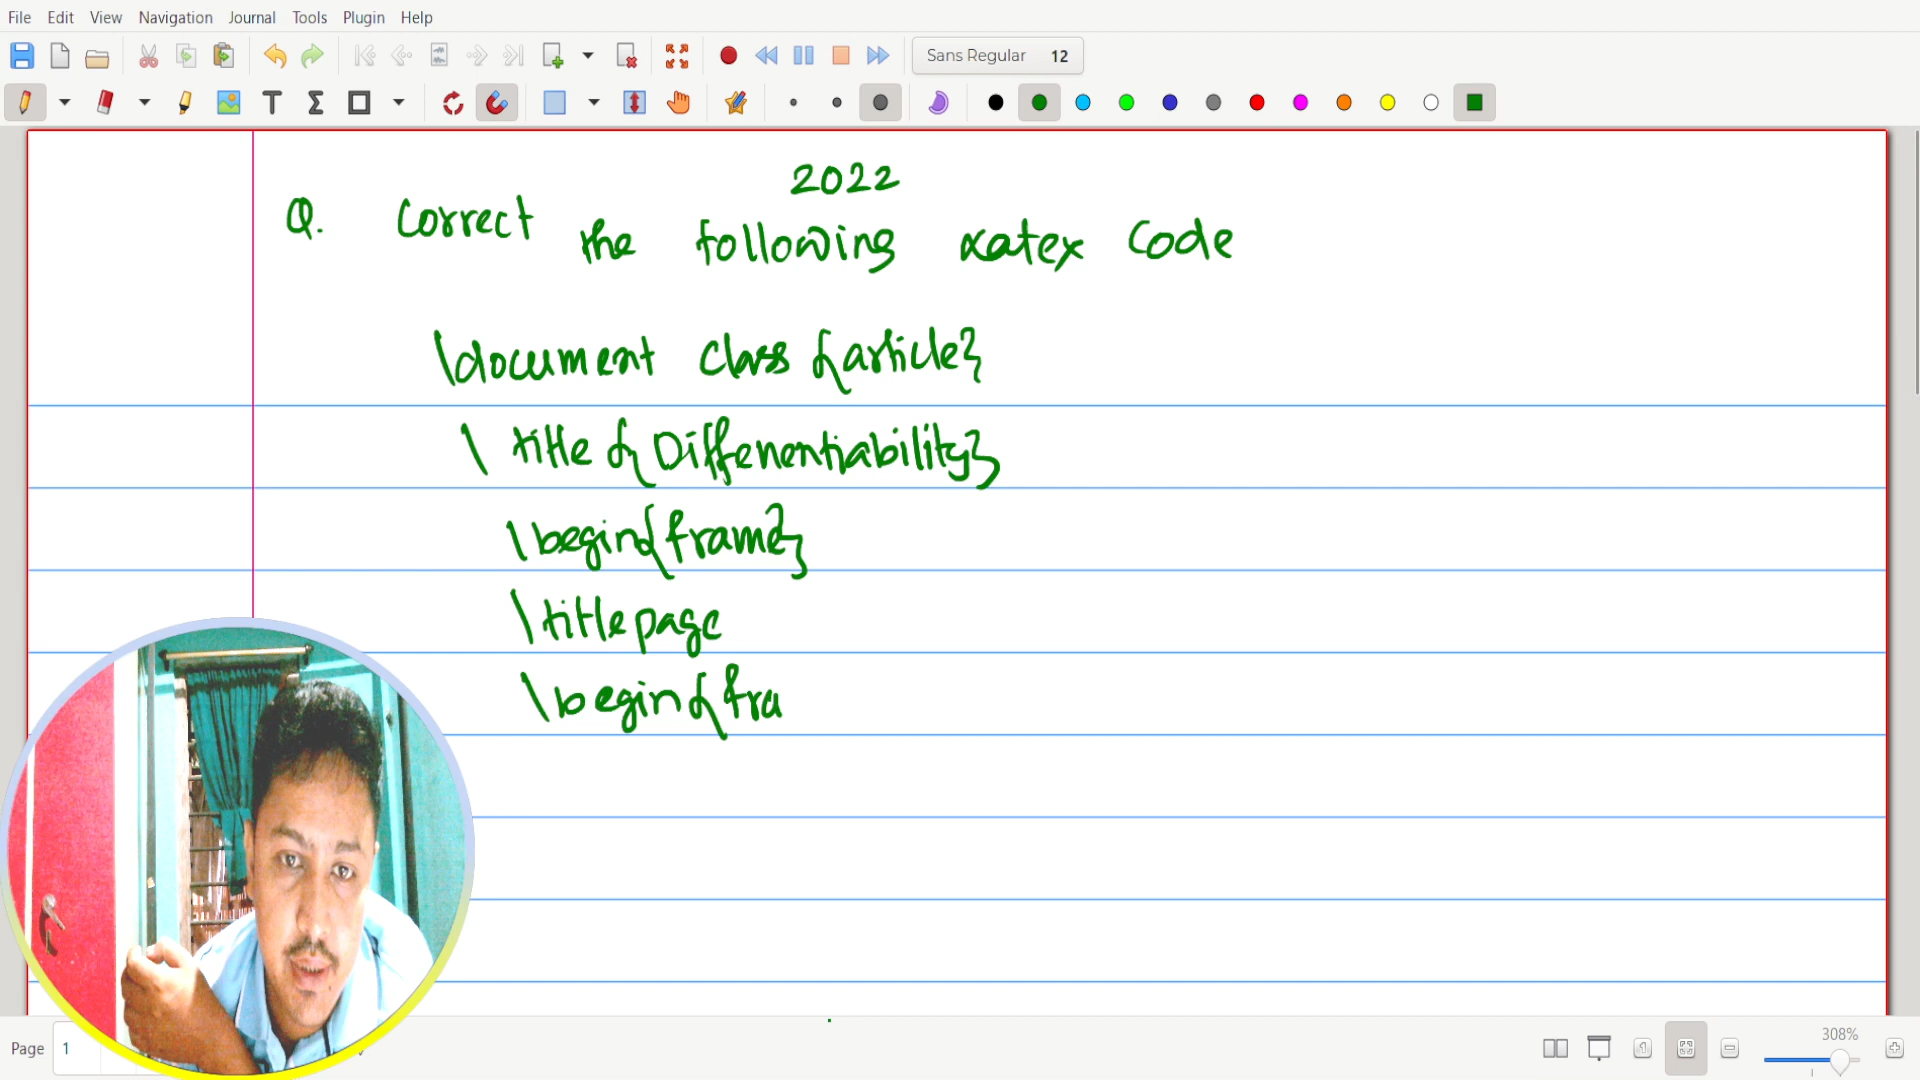 File Edit View Navigation Journal Tools Plugin Help
Sans Regular 12
2022
Q. Correct the following Latex Code
\document class {article}
\ title {Differentiability}
\begin{frame}
\titlepage
\begin{fra
Page 1
308%